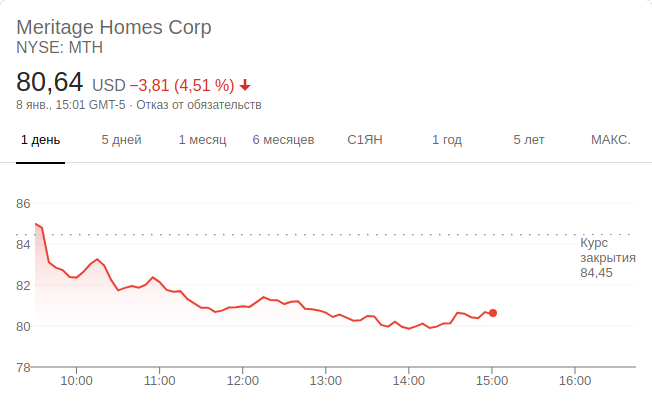 Meritage Homes Corp
NYSE: MTH
80,64 USD −3,81 (4,51 %)
8 янв., 15:01 GMT-5 · Отказ от обязательств
1 день 5 дней 1 месяц 6 месяцев С1ЯН 1 год 5 лет МАКС.
86
84
82
80
78
Курс
закрытия
84,45
10:00 11:00 12:00 13:00 14:00 15:00 16:00